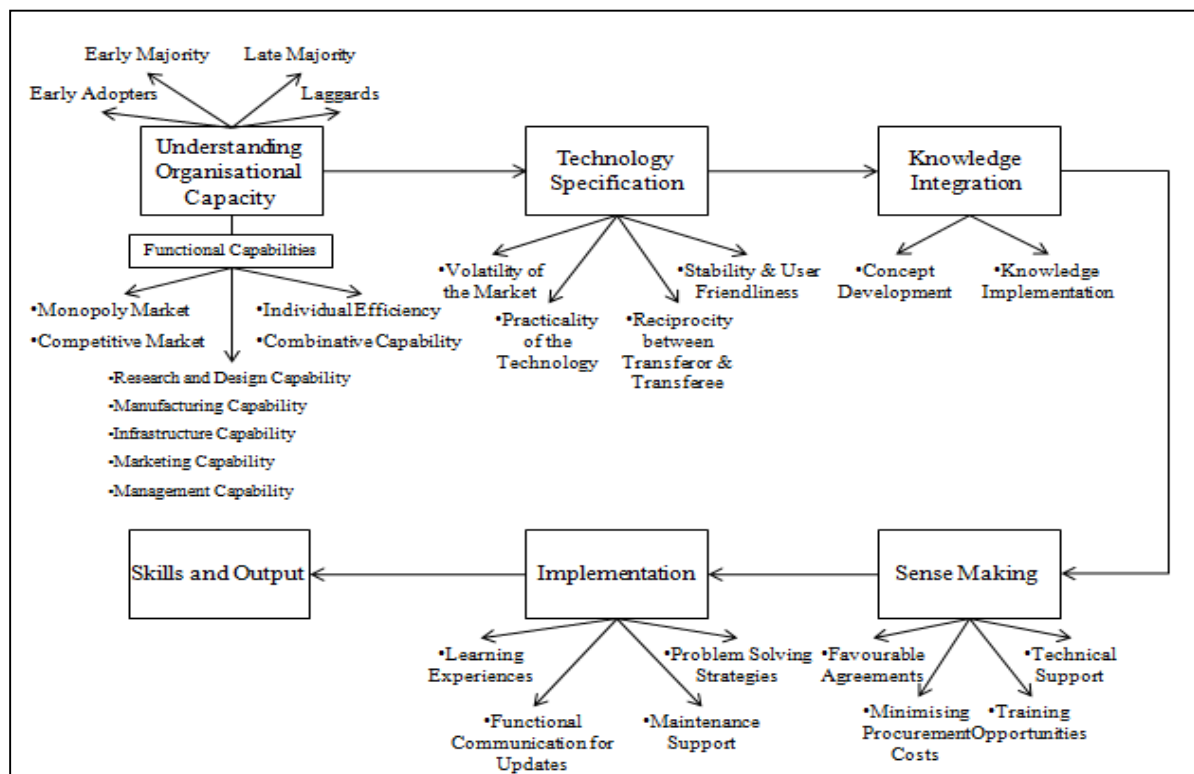 Early Majority
Late Majority
Early Adopters
Laggards
Understanding
Organisational
Capacity
Technology
Specification
Knowledge
Integration
Functional Capabilities
•Monopoly Market
•Competitive Market
•Individual Efficiency
•Combinative Capability
•Research and Design Capability
•Manufacturing Capability
•Infrastructure Capability
•Marketing Capability
•Management Capability
•Volatility of
the Market
•Practicality
of the
Technology
•Reciprocity
between
Transferor &
Transferee
•Stability & User
Friendliness
•Concept
Development
•Knowledge
Implementation
Skills and Output
Implementation
Sense Making
•Learning
Experiences
•Functional
Communication for
Updates
•Maintenance
Support
•Problem Solving
Strategies
•Favourable
Agreements
•Minimising
Procurement
Costs
•Training
Opportunities
•Technical
Support